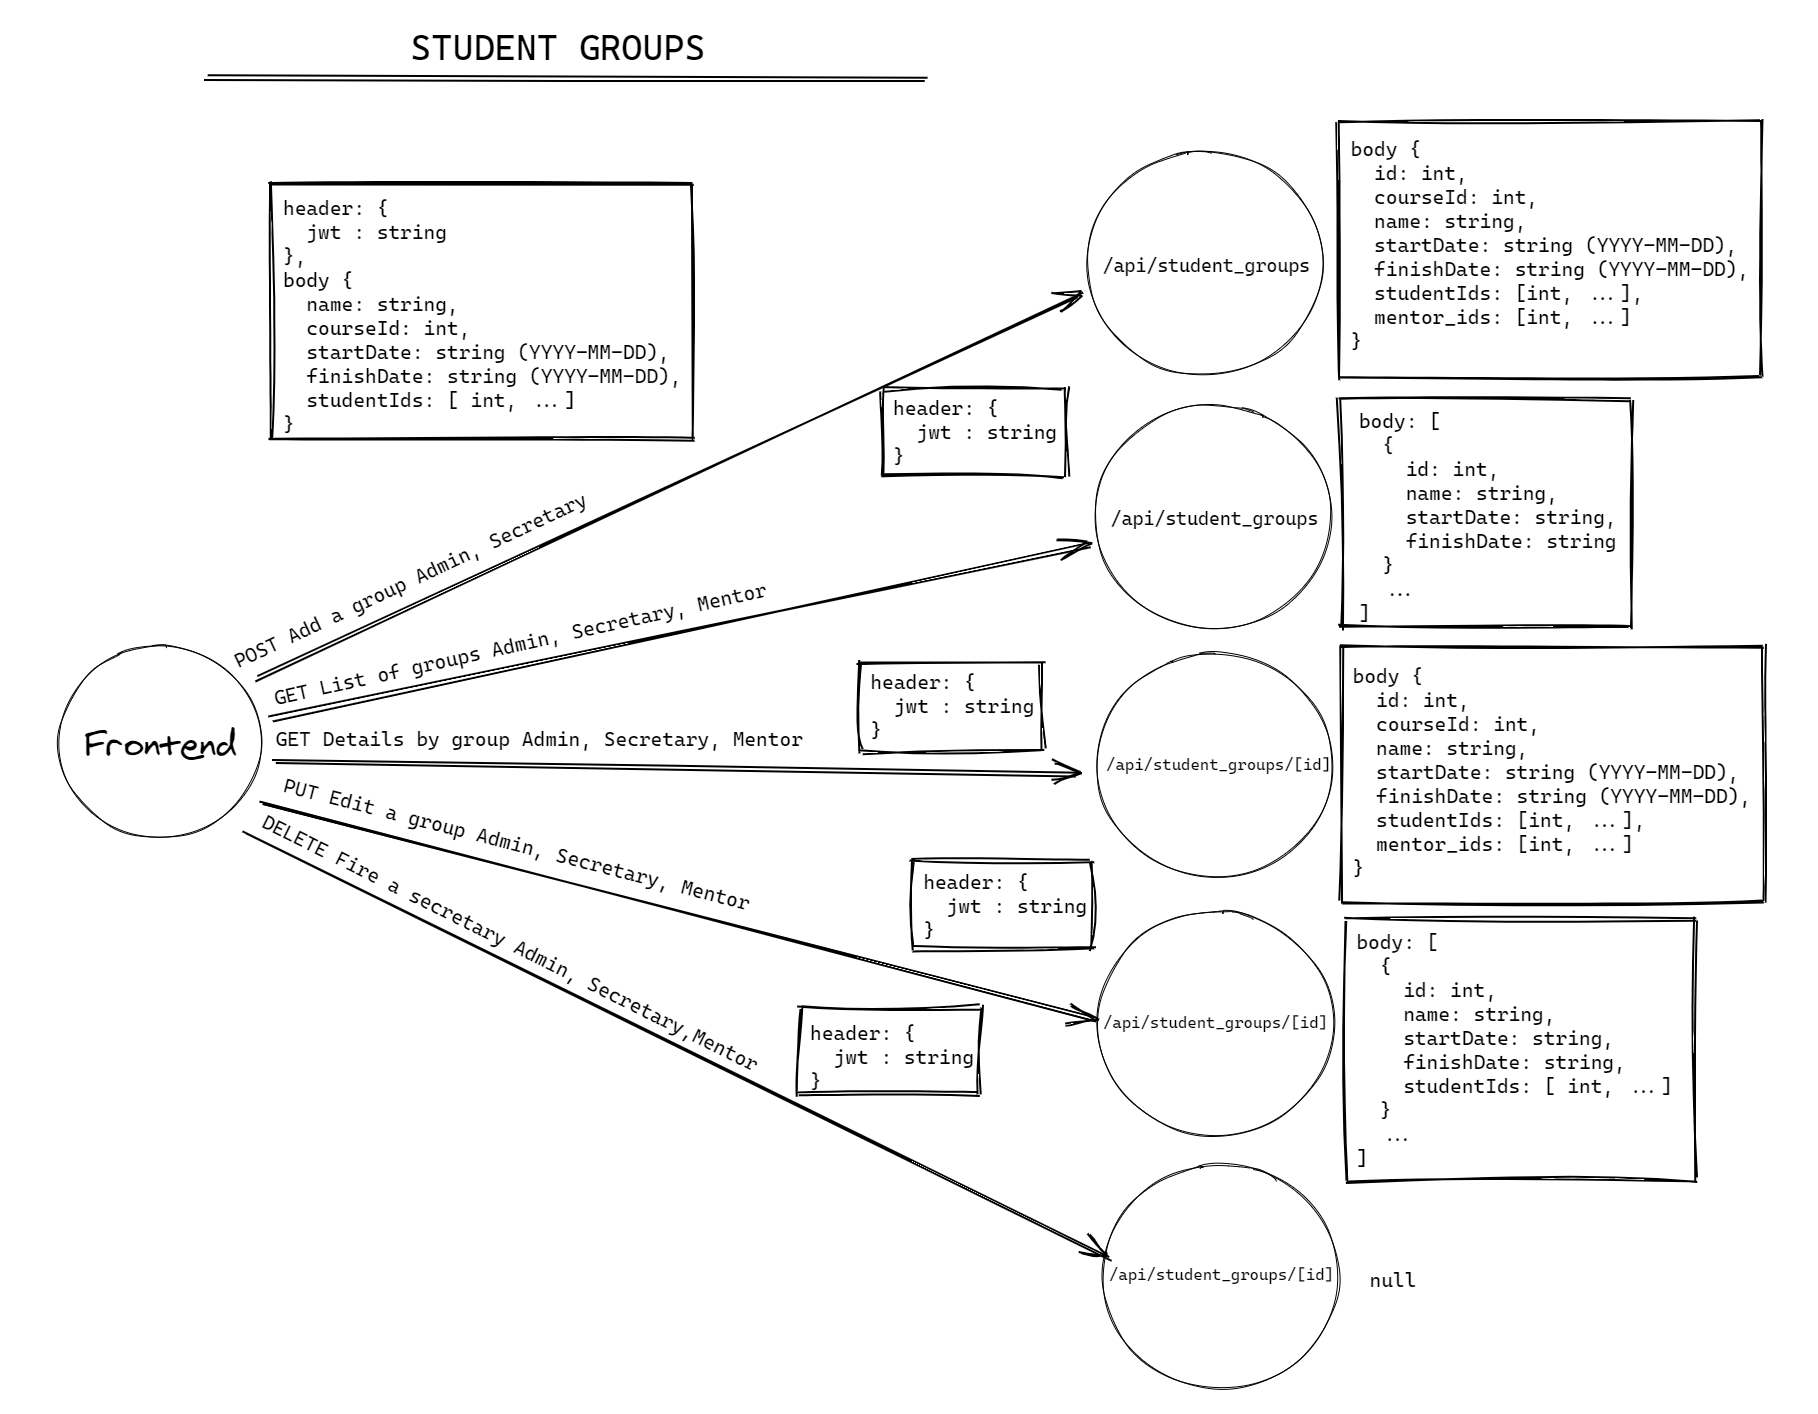 STUDENT GROUPS
header: {
jwt : string
},
body {
name: string,
courseId: int,
startDate: string (YYYY-MM-DD),
finishDate: string (YYYY-MM-DD),
studentIds: [ int, ...]
}
POST Add a group Admin, Secretary
/api/student_groups
body {
id: int,
courseId: int,
name: string,
startDate: string (YYYY-MM-DD),
finishDate: string (YYYY-MM-DD),
studentIds: [int, ...],
mentor_ids: [int, ...]
}
header: {
jwt : string
}
GET List of groups Admin, Secretary, Mentor
/api/student_groups
body: [
{
id: int,
name: string,
startDate: string,
finishDate: string
}
...
]
Frontend
header: {
jwt : string
}
GET Details by group Admin, Secretary, Mentor
/api/student_groups/[id]
body {
id: int,
courseId: int,
name: string,
startDate: string (YYYY-MM-DD),
finishDate: string (YYYY-MM-DD),
studentIds: [int, ...],
mentor_ids: [int, ...]
}
PUT Edit a group Admin, Secretary, Mentor
header: {
jwt : string
}
/api/student_groups/[id]
body: [
{
id: int,
name: string,
startDate: string,
finishDate: string,
studentIds: [ int, ...]
}
...
]
DELETE Fire a secretary Admin, Secretary,Mentor
header: {
jwt : string
}
/api/student_groups/[id]
null